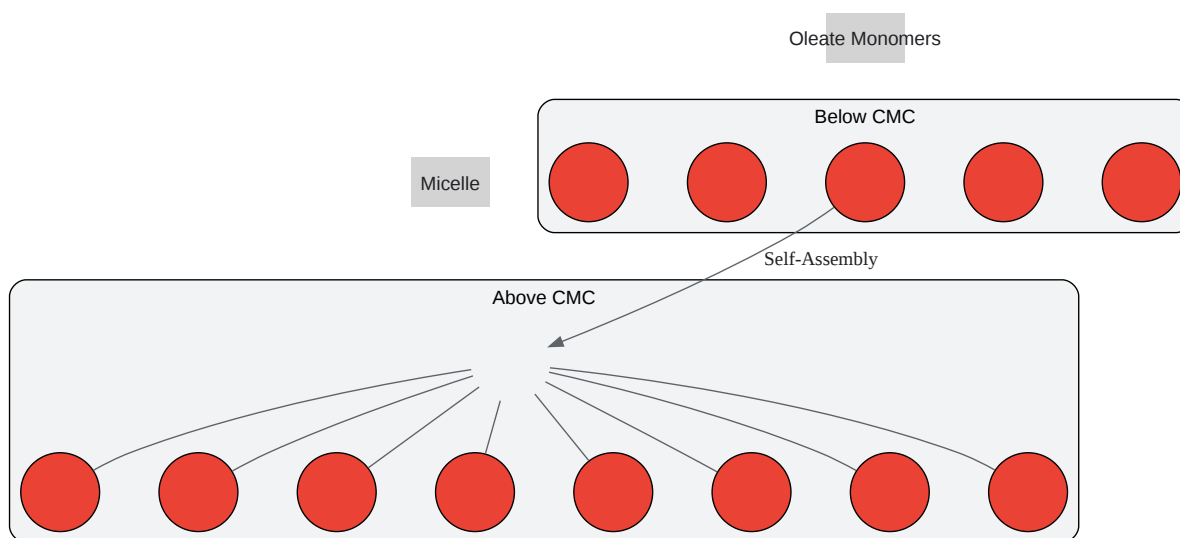 Oleate Monomers
Below CMC
Micelle
Self-Assembly
Above CMC